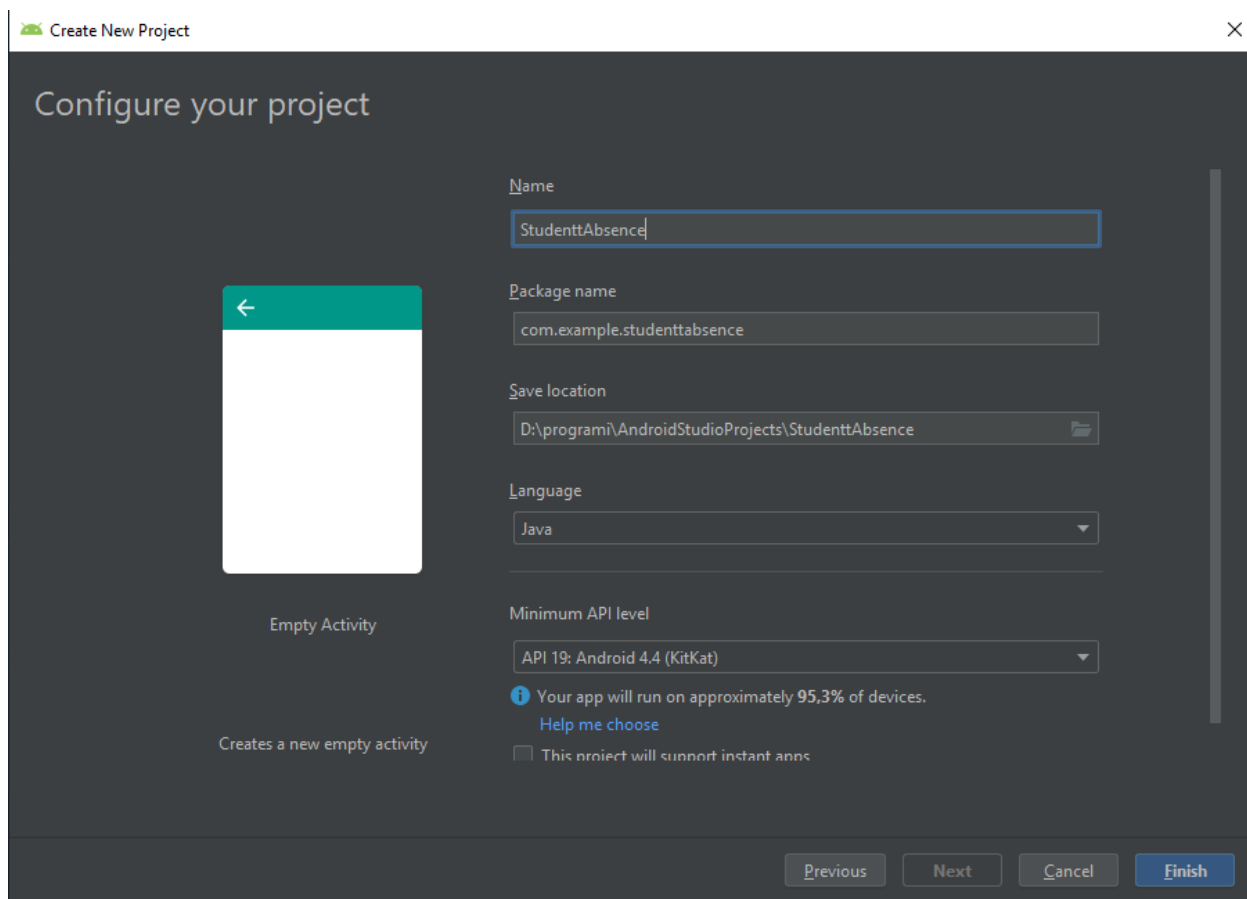 Create New Project
Configure your project
Name
StudenttAbsence
Package name
com.example.studenttabsence
Save location
D:\programi\AndroidStudioProjects\StudenttAbsence
Language
Java
Empty Activity
Creates a new empty activity
Minimum API level
API 19: Android 4.4 (KitKat)
Your app will run on approximately 95,3% of devices.
Help me choose
This project will support instant apps
Previous
Next
Cancel
Finish